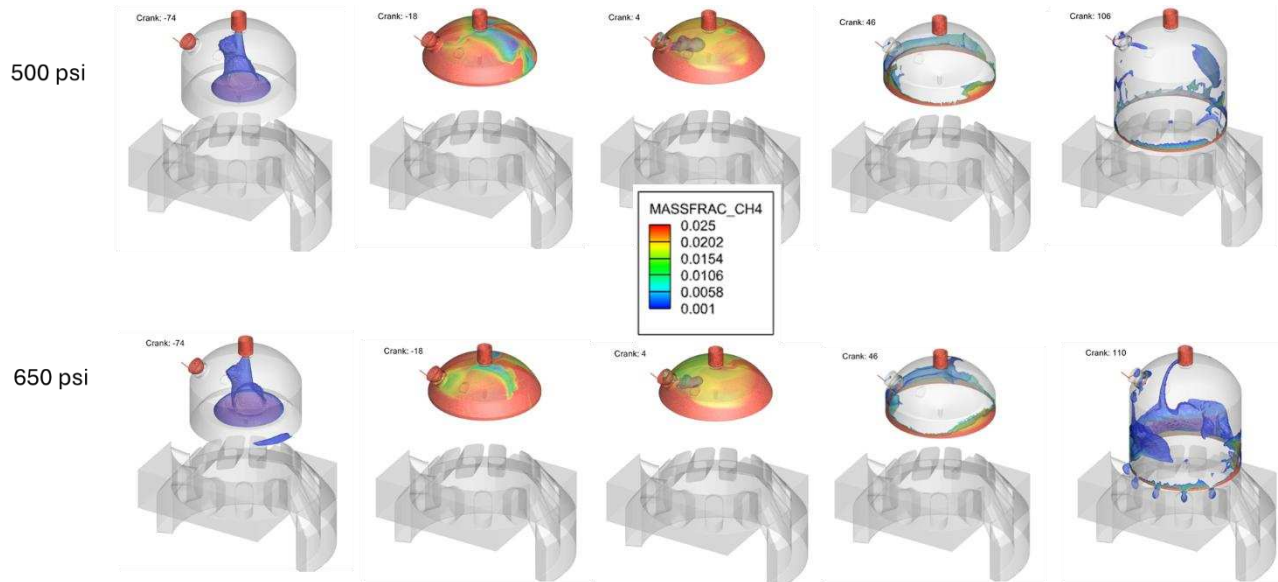 Crank: -74
Crank: -18
Crank: 4
Crank: 46
Crank: 106
500 psi
MASSFRAC_CH4
0.025
0.0202
0.0154
0.0106
0.0058
0.001
Crank: -74
Crank: -18
Crank: 4
Crank: 46
Crank: 110
650 psi